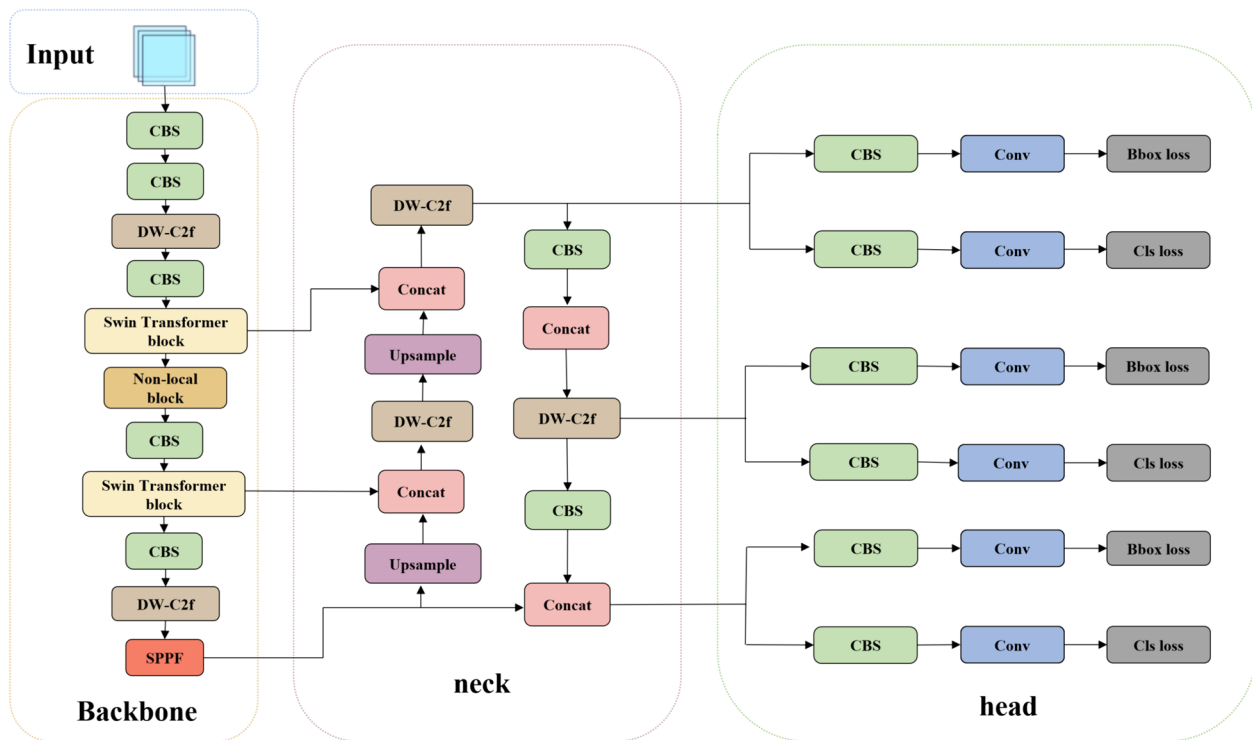 Input
CBS
CBS
DW-C2f
CBS
Swin Transformer
block
Non-local
block
CBS
Swin Transformer
block
CBS
DW-C2f
SPPF
Backbone
DW-C2f
Concat
Upsample
DW-C2f
Concat
Upsample
CBS
Concat
DW-C2f
CBS
Concat
neck
CBS
Conv
Bbox loss
CBS
Conv
Cls loss
CBS
Conv
Bbox loss
CBS
Conv
Cls loss
CBS
Conv
Bbox loss
CBS
Conv
Cls loss
head